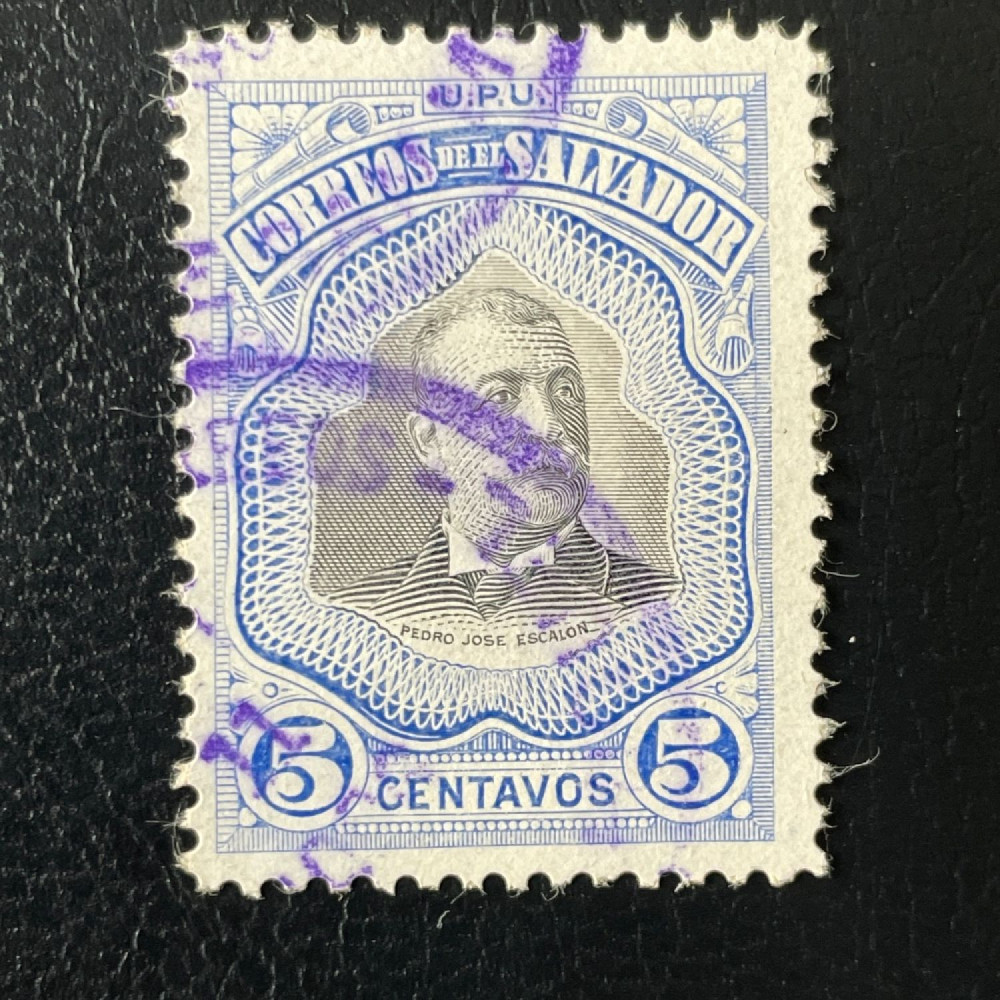 U.P.U.
CORREOS DE EL SALVADOR
PEDRO JOSE ESCALON
5 CENTAVOS 5